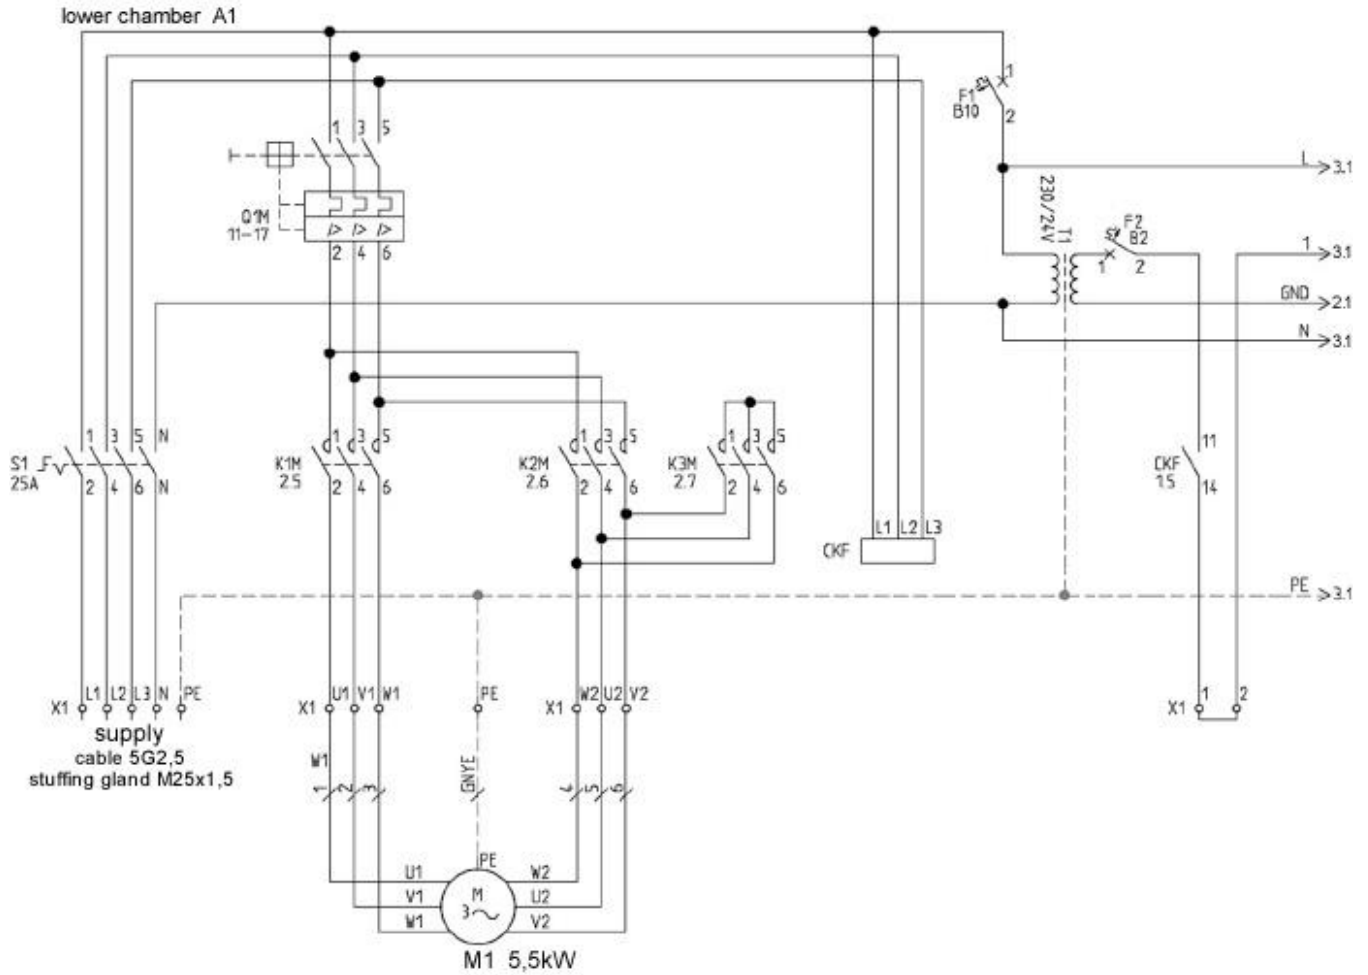 lower chamber A1
1
F1
B10
2
1 3 5
L 3.1
230/24V
T1
Q1M
11-17
F2
B2
1 2
1 3.1
2 4 6
GND 2.1
N 3.1
1 3 5 N
S1
25A
2 4 6 N
1 3 5
K1M
2.5
2 4 6
1 3 5
K2M
2.6
2 4 6
1 3 5
K3M
2.7
2 4 6
11
CKF
1.5
14
L1 L2 L3
CKF
PE 3.1
L1 L2 L3 N PE
X1
U1 V1 W1
X1
PE
W2 U2 V2
X1
1 2
X1
supply
cable 5G2,5
stuffing gland M25x1,5
W1
1 2 3
GNYE
4 5 6
PE
U1
V1
W1
M
3
W2
U2
V2
M1 5,5kW